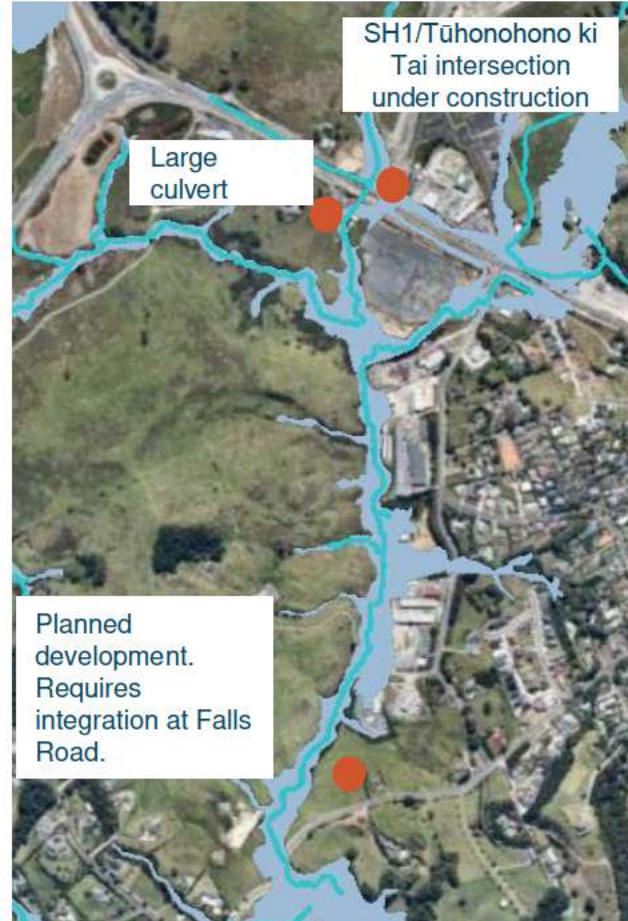 SH1/Tūhonohono ki
Tai intersection
under construction
Large
culvert
Planned
development.
Requires
integration at Falls
Road.